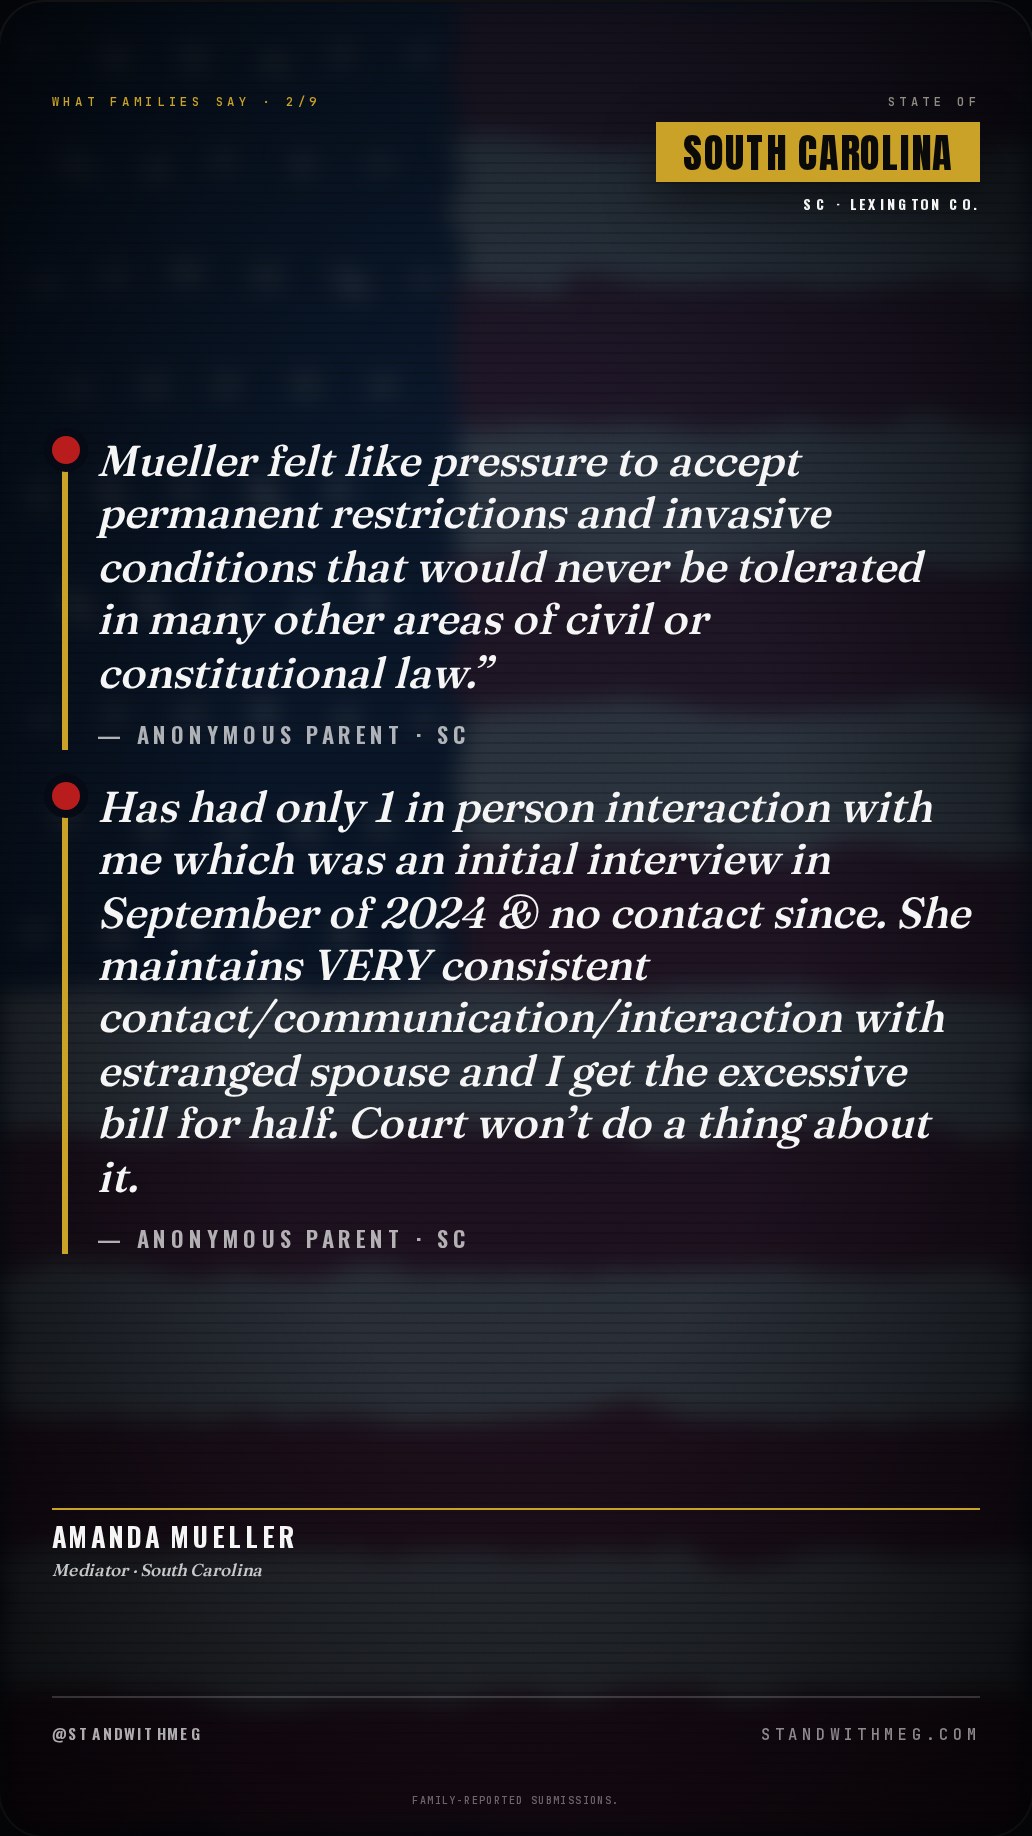 WHAT FAMILIES SAY · 2/9
STATE OF
SOUTH CAROLINA
SC · LEXINGTON CO.
Mueller felt like pressure to accept
permanent restrictions and invasive
conditions that would never be tolerated
in many other areas of civil or
constitutional law.”
— ANONYMOUS PARENT · SC
Has had only 1 in person interaction with
me which was an initial interview in
September of 2024 & no contact since. She
maintains VERY consistent
contact/communication/interaction with
estranged spouse and I get the excessive
bill for half. Court won’t do a thing about
it.
— ANONYMOUS PARENT · SC
AMANDA MUELLER
Mediator · South Carolina
@STANDWITHMEG
STANDWITHMEG.COM
FAMILY-REPORTED SUBMISSIONS.